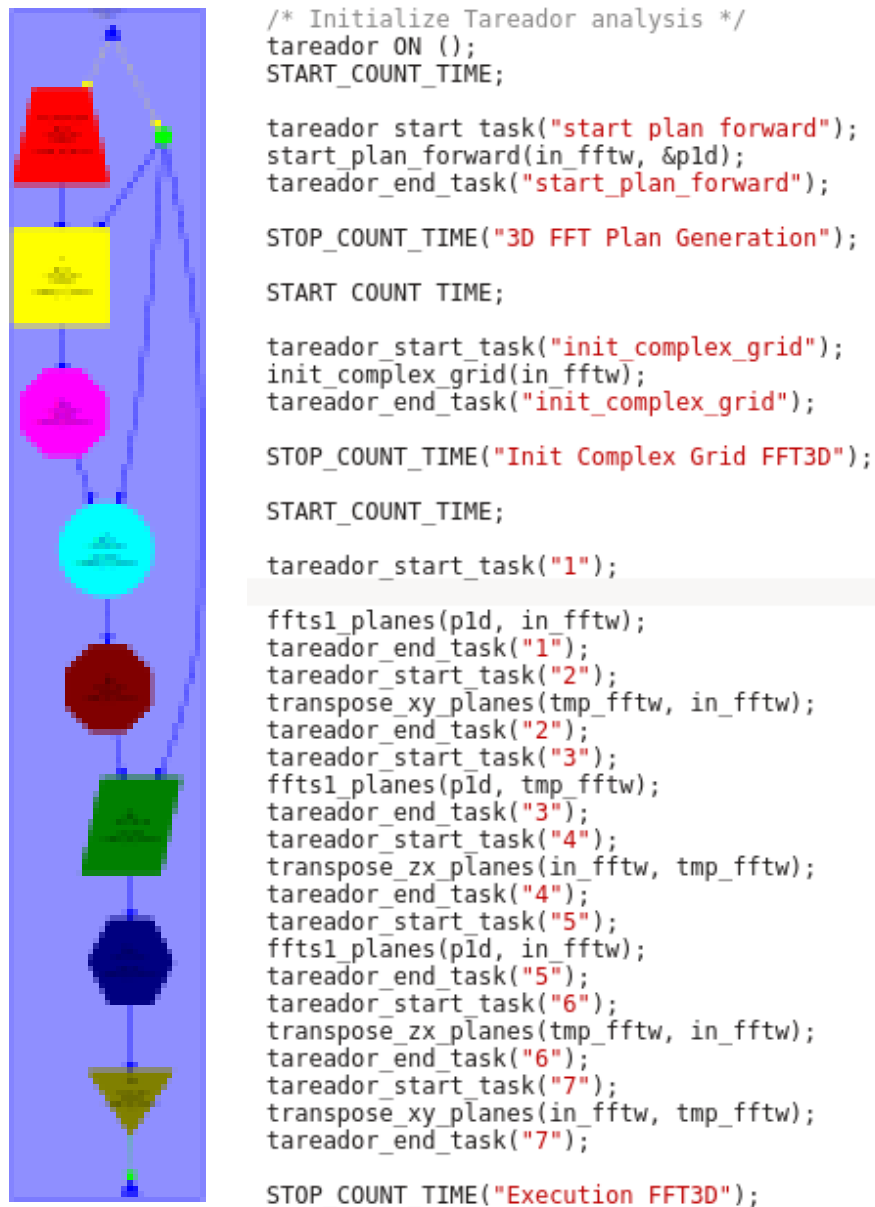 /* Initialize Tareador analysis */
tareador ON ();
START_COUNT_TIME;
tareador start task("start plan forward");
start_plan_forward(in_fftw, &p1d);
tareador_end_task("start_plan_forward");
STOP_COUNT_TIME("3D FFT Plan Generation");
START COUNT TIME;
tareador_start_task("init_complex_grid");
init_complex_grid(in_fftw);
tareador_end_task("init_complex_grid");
STOP_COUNT_TIME("Init Complex Grid FFT3D");
START_COUNT_TIME;
tareador_start_task("1");
ffts1_planes(p1d, in_fftw);
tareador_end_task("1");
tareador_start_task("2");
transpose_xy_planes(tmp_fftw, in_fftw);
tareador_end_task("2");
tareador_start_task("3");
ffts1_planes(p1d, tmp_fftw);
tareador_end_task("3");
tareador_start_task("4");
transpose_zx_planes(in_fftw, tmp_fftw);
tareador_end_task("4");
tareador_start_task("5");
ffts1_planes(p1d, in_fftw);
tareador_end_task("5");
tareador_start_task("6");
transpose_zx_planes(tmp_fftw, in_fftw);
tareador_end_task("6");
tareador_start_task("7");
transpose_xy_planes(in_fftw, tmp_fftw);
tareador_end_task("7");
STOP COUNT TIME("Execution FFT3D");